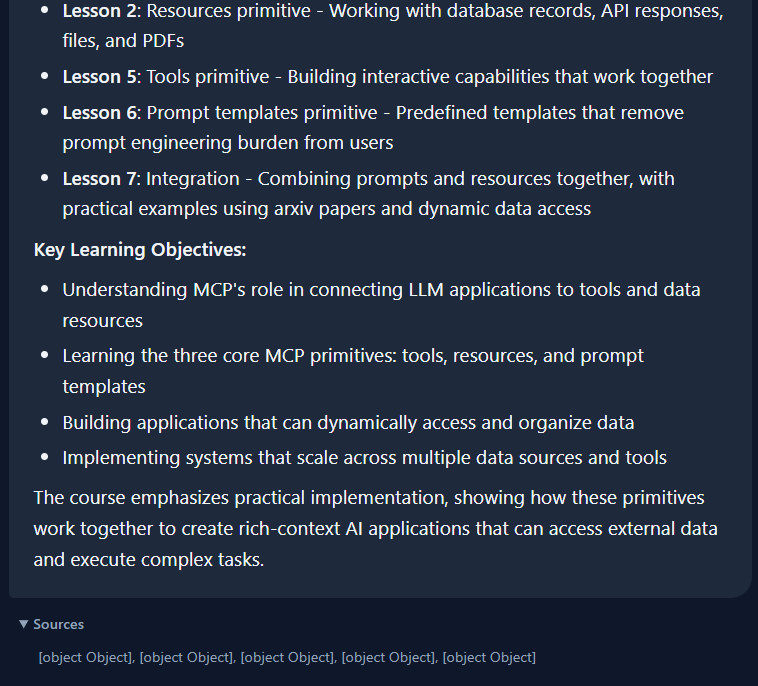 • Lesson 2: Resources primitive - Working with database records, API responses,
files, and PDFs
• Lesson 5: Tools primitive - Building interactive capabilities that work together
• Lesson 6: Prompt templates primitive - Predefined templates that remove
prompt engineering burden from users
• Lesson 7: Integration - Combining prompts and resources together, with
practical examples using arxiv papers and dynamic data access
Key Learning Objectives:
• Understanding MCP's role in connecting LLM applications to tools and data
resources
• Learning the three core MCP primitives: tools, resources, and prompt
templates
• Building applications that can dynamically access and organize data
• Implementing systems that scale across multiple data sources and tools
The course emphasizes practical implementation, showing how these primitives
work together to create rich-context AI applications that can access external data
and execute complex tasks.
▼ Sources
[object Object], [object Object], [object Object], [object Object], [object Object]